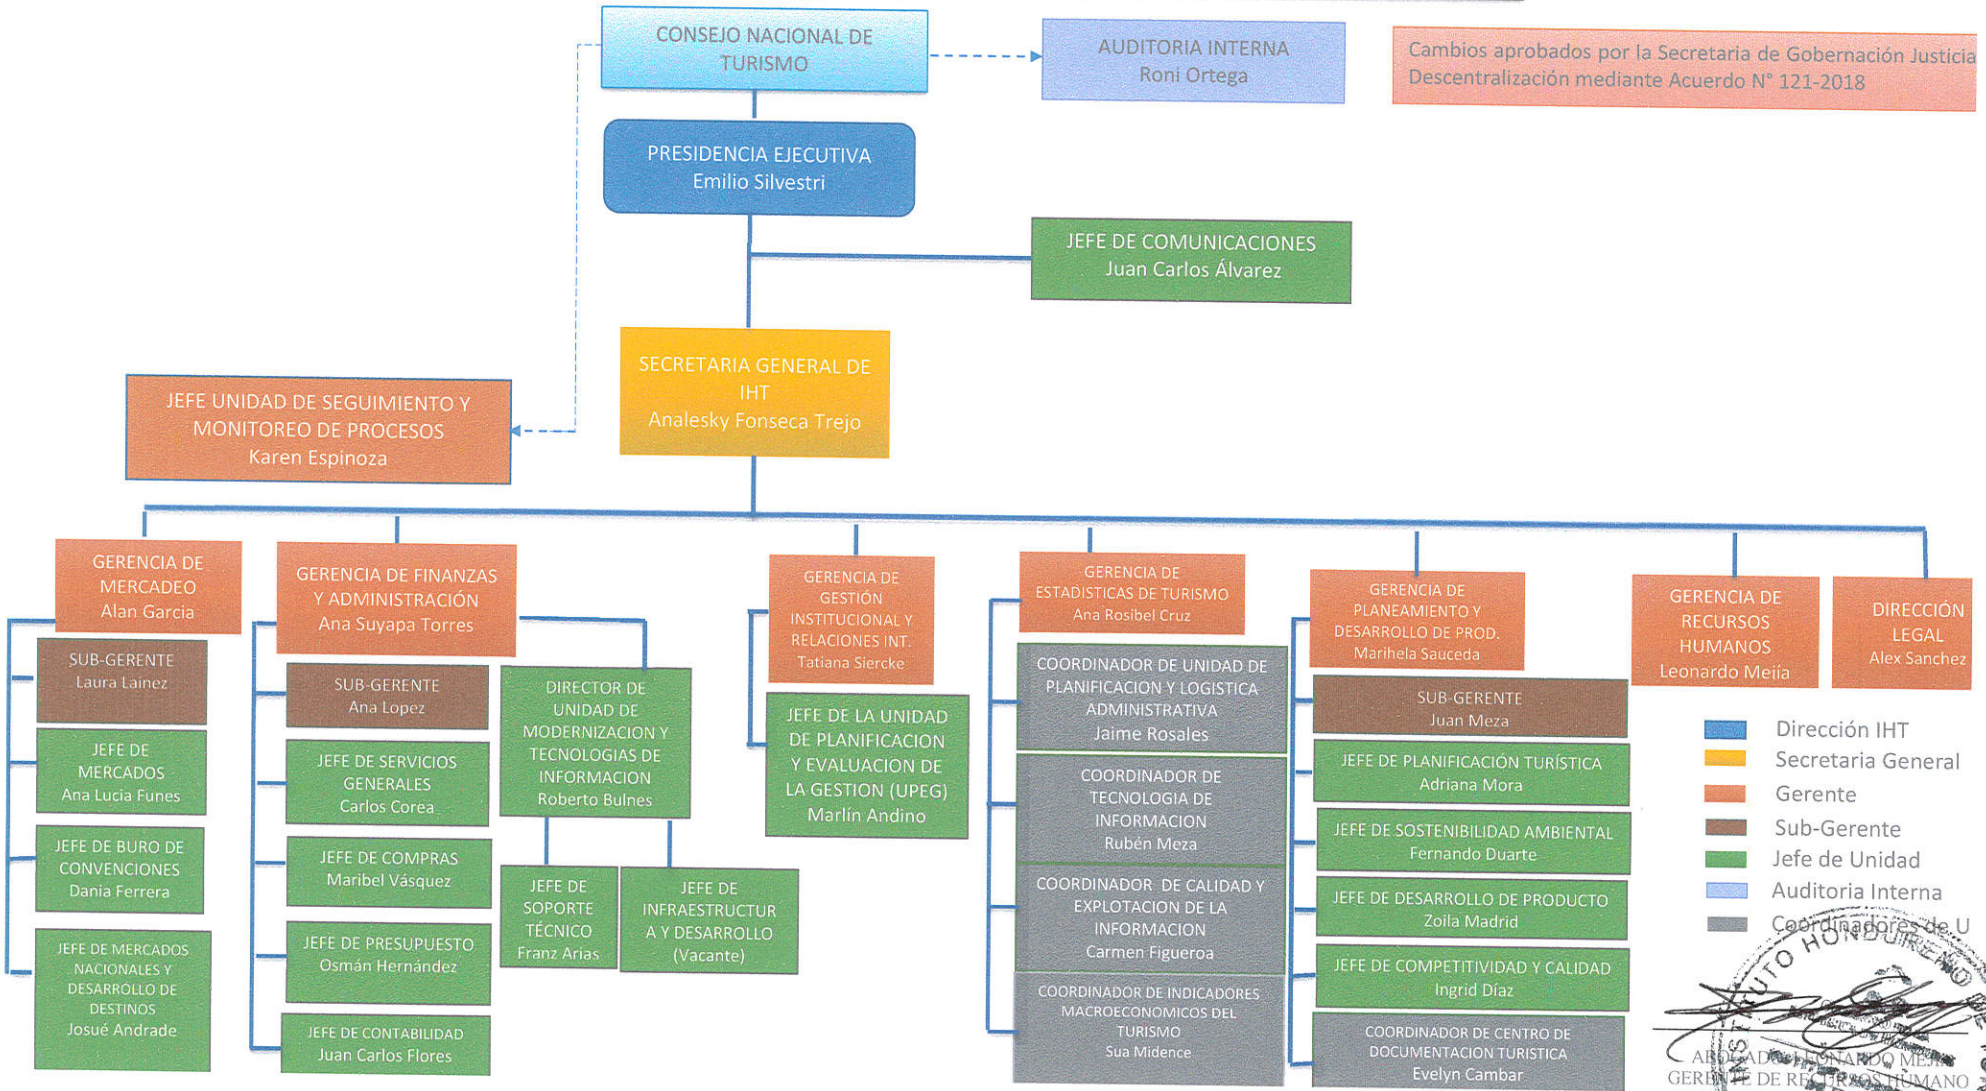 CONSEJO NACIONAL DE
TURISMO
AUDITORIA INTERNA
Roni Ortega
Cambios aprobados por la Secretaria de Gobernación Justicia
Descentralización mediante Acuerdo N° 121-2018
PRESIDENCIA EJECUTIVA
Emilio Silvestri
JEFE DE COMUNICACIONES
Juan Carlos Álvarez
SECRETARIA GENERAL DE
IHT
Analesky Fonseca Trejo
JEFE UNIDAD DE SEGUIMIENTO Y
MONITOREO DE PROCESOS
Karen Espinoza
GERENCIA DE
MERCADEO
Alan Garcia
SUB-GERENTE
Laura Lainez
JEFE DE
MERCADOS
Ana Lucia Funes
JEFE DE BURO DE
CONVENCIONES
Dania Ferrera
JEFE DE MERCADOS
NACIONALES Y
DESARROLLO DE
DESTINOS
Josué Andrade
GERENCIA DE FINANZAS
Y ADMINISTRACIÓN
Ana Suyapa Torres
SUB-GERENTE
Ana Lopez
JEFE DE SERVICIOS
GENERALES
Carlos Corea
JEFE DE COMPRAS
Maribel Vásquez
JEFE DE PRESUPUESTO
Osmán Hernández
JEFE DE CONTABILIDAD
Juan Carlos Flores
DIRECTOR DE
UNIDAD DE
MODERNIZACION Y
TECNOLOGIAS DE
INFORMACION
Roberto Bulnes
JEFE DE
SOPORTE
TÉCNICO
Franz Arias
JEFE DE
INFRAESTRUCTUR
A Y DESARROLLO
(Vacante)
GERENCIA DE
GESTIÓN
INSTITUCIONAL Y
RELACIONES INT.
Tatiana Siercke
JEFE DE LA UNIDAD
DE PLANIFICACION
Y EVALUACION DE
LA GESTION (UPEG)
Marlín Andino
GERENCIA DE
ESTADISTICAS DE TURISMO
Ana Rosibel Cruz
COORDINADOR DE UNIDAD DE
PLANIFICACION Y LOGISTICA
ADMINISTRATIVA
Jaime Rosales
COORDINADOR DE
TECNOLOGIA DE
INFORMACION
Rubén Meza
COORDINADOR DE CALIDAD Y
EXPLOTACION DE LA
INFORMACION
Carmen Figueroa
COORDINADOR DE INDICADORES
MACROECONOMICOS DEL
TURISMO
Sua Midence
GERENCIA DE
PLANEAMIENTO Y
DESARROLLO DE PROD.
Marihela Sauceda
SUB-GERENTE
Juan Meza
JEFE DE PLANIFICACIÓN TURÍSTICA
Adriana Mora
JEFE DE SOSTENIBILIDAD AMBIENTAL
Fernando Duarte
JEFE DE DESARROLLO DE PRODUCTO
Zoila Madrid
JEFE DE COMPETITIVIDAD Y CALIDAD
Ingrid Díaz
COORDINADOR DE CENTRO DE
DOCUMENTACION TURISTICA
Evelyn Cambar
GERENCIA DE
RECURSOS
HUMANOS
Leonardo Mejía
DIRECCIÓN
LEGAL
Alex Sanchez
Dirección IHT
Secretaria General
Gerente
Sub-Gerente
Jefe de Unidad
Auditoria Interna
Coordinadores de U
INSTITUTO HONDUREÑO
ABOGADO LEONARDO MEJIA
GERENTE DE RECURSOS HUMANO